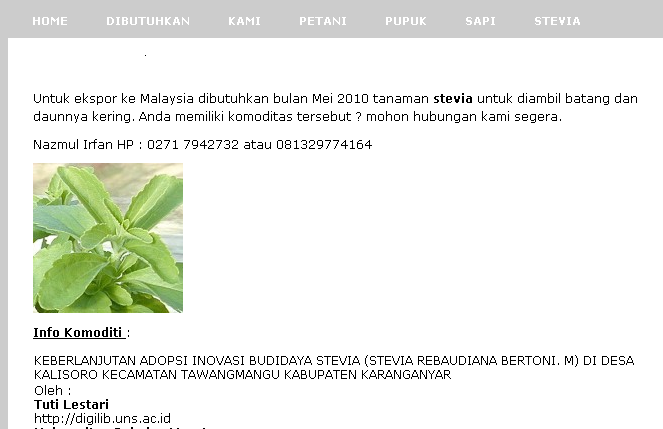 HOME DIBUTUHKAN KAMI PETANI PUPUK SAPI STEVIA
.
Untuk ekspor ke Malaysia dibutuhkan bulan Mei 2010 tanaman stevia untuk diambil batang dan
daunnya kering. Anda memiliki komoditas tersebut ? mohon hubungan kami segera.
Nazmul Irfan HP : 0271 7942732 atau 081329774164
Info Komoditi :
KEBERLANJUTAN ADOPSI INOVASI BUDIDAYA STEVIA (STEVIA REBAUDIANA BERTONI. M) DI DESA
KALISORO KECAMATAN TAWANGMANGU KABUPATEN KARANGANYAR
Oleh :
Tuti Lestari
http://digilib.uns.ac.id